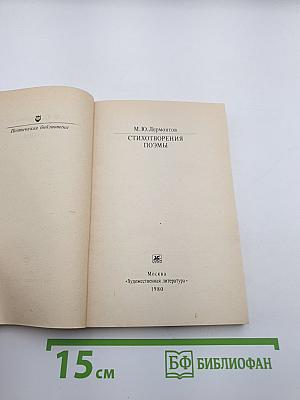 Поэтическая библиотека
М. Ю. Лермонтов
СТИХОТВОРЕНИЯ
ПОЭМЫ
Москва
«Художественная литература»
1980
15 см
БФ БИБЛИОФАН